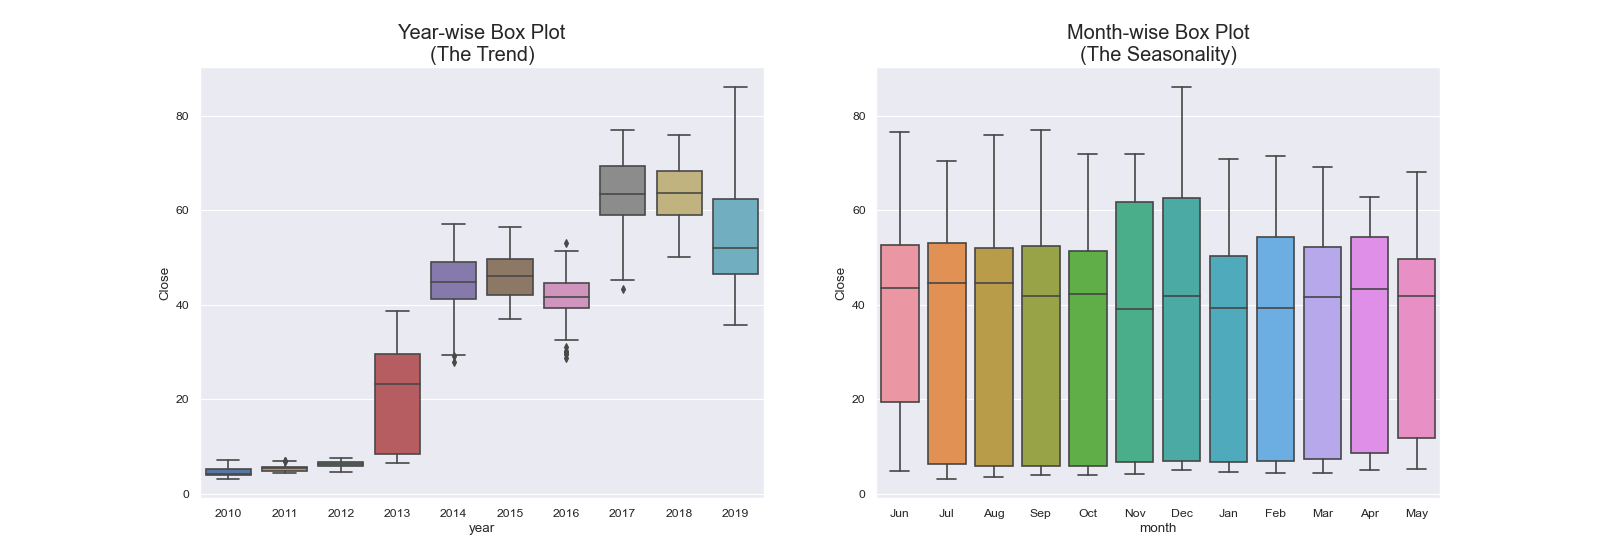 Year-wise Box Plot
(The Trend)
Close
80
60
40
20
0
2010 2011 2012 2013 2014 2015 2016 2017 2018 2019
year
Month-wise Box Plot
(The Seasonality)
Close
80
60
40
20
0
Jun Jul Aug Sep Oct Nov Dec Jan Feb Mar Apr May
month